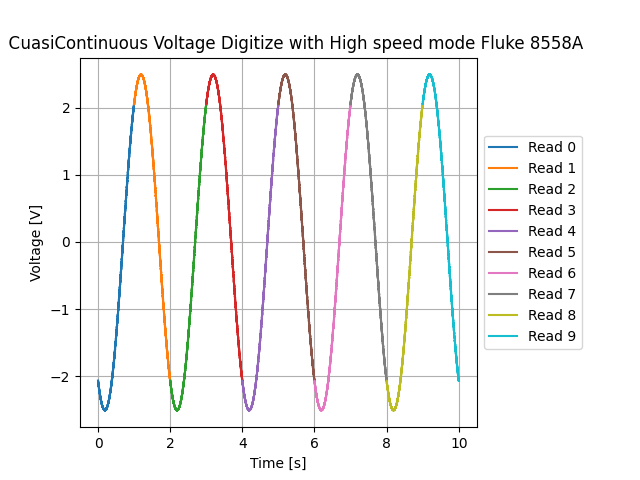 CuasiContinuous Voltage Digitize with High speed mode Fluke 8558A
Voltage [V]
2
1
0
−1
−2
0 2 4 6 8 10
Time [s]
Read 0
Read 1
Read 2
Read 3
Read 4
Read 5
Read 6
Read 7
Read 8
Read 9